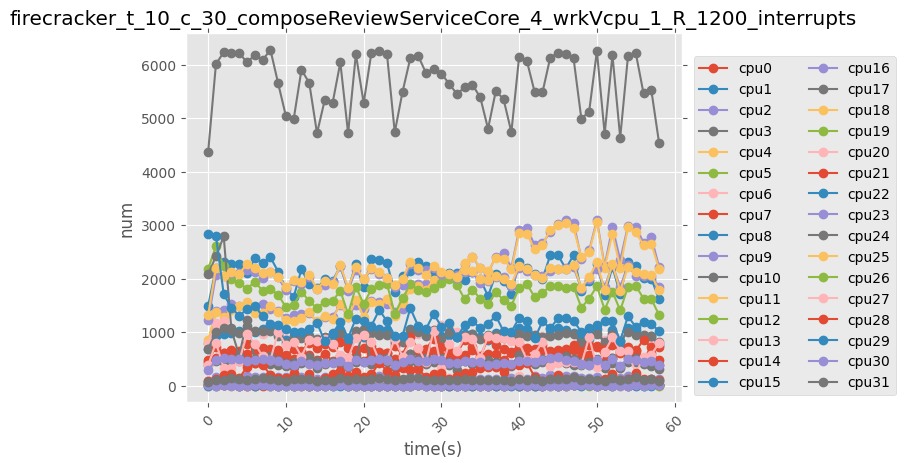 firecracker_t_10_c_30_composeReviewServiceCore_4_wrkVcpu_1_R_1200_interrupts
num
6000
5000
4000
3000
2000
1000
0
0
10
20
30
40
50
60
time(s)
cpu0
cpu1
cpu2
cpu3
cpu4
cpu5
cpu6
cpu7
cpu8
cpu9
cpu10
cpu11
cpu12
cpu13
cpu14
cpu15
cpu16
cpu17
cpu18
cpu19
cpu20
cpu21
cpu22
cpu23
cpu24
cpu25
cpu26
cpu27
cpu28
cpu29
cpu30
cpu31